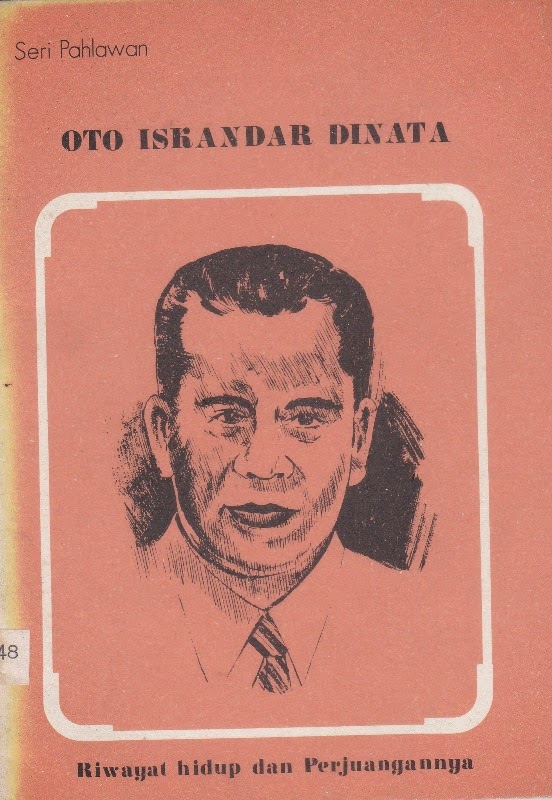 Seri Pahlawan
OTO ISKANDAR DINATA
48
Riwayat hidup dan Perjuangannya